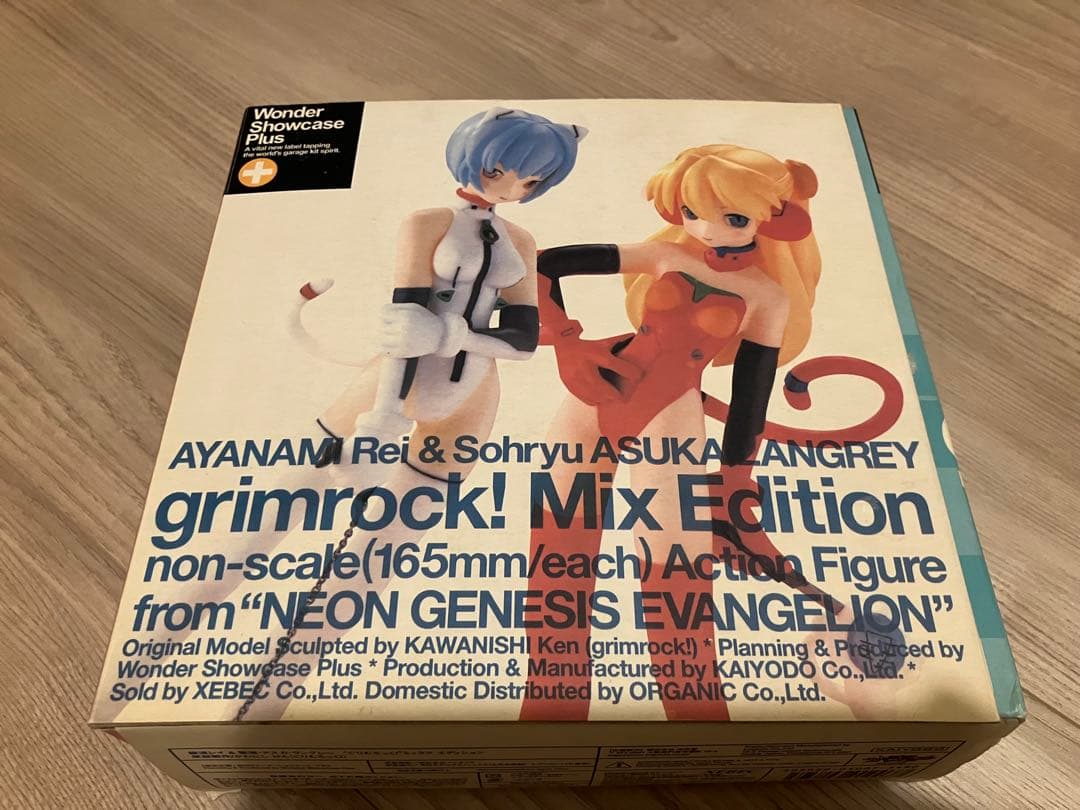 Wonder
Showcase
Plus
A vital new label tapping
the world's garage kit spirit.
AYANAMI Rei & Sohryu ASUKA LANGREY
grimrock! Mix Edition
non-scale(165mm/each) Action Figure
from "NEON GENESIS EVANGELION"
Original Model Sculpted by KAWANISHI Ken (grimrock!) * Planning & Produced by
Wonder Showcase Plus * Production & Manufactured by KAIYODO Co.,Ltd. *
Sold by XEBEC Co.,Ltd. Domestic Distributed by ORGANIC Co.,Ltd.